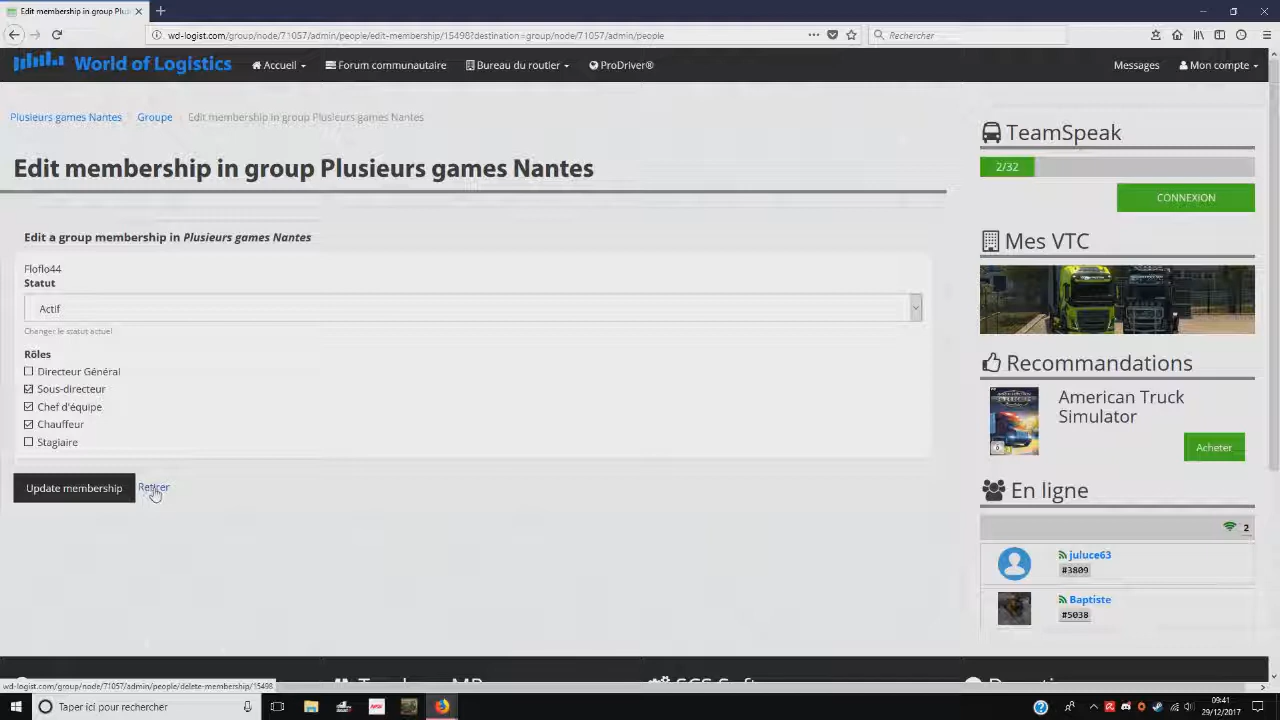 Edit membership in group Plus
wd-logist.com/group/node/71057/admin/people/edit-membership/15498?destination=group/node/71057/admin/people
Rechercher
World of Logistics
Accueil
Forum communautaire
Bureau du routier
ProDriver®
Messages
Mon compte
Plusieurs games Nantes
Groupe
Edit membership in group Plusieurs games Nantes
Edit membership in group Plusieurs games Nantes
Edit a group membership in Plusieurs games Nantes
Floflo44
Statut
Actif
Changer le statut actuel
Rôles
Directeur Général
Sous-directeur
Chef d'équipe
Chauffeur
Stagiaire
Update membership
Retirer
TeamSpeak
2/32
CONNEXION
Mes VTC
Recommandations
American Truck
Simulator
Acheter
En ligne
2
juluce63
#3809
Baptiste
#5038
wd-logist.com/group/node/71057/admin/people/delete-membership/15498
Taper ici pour rechercher
09:41
29/12/2017